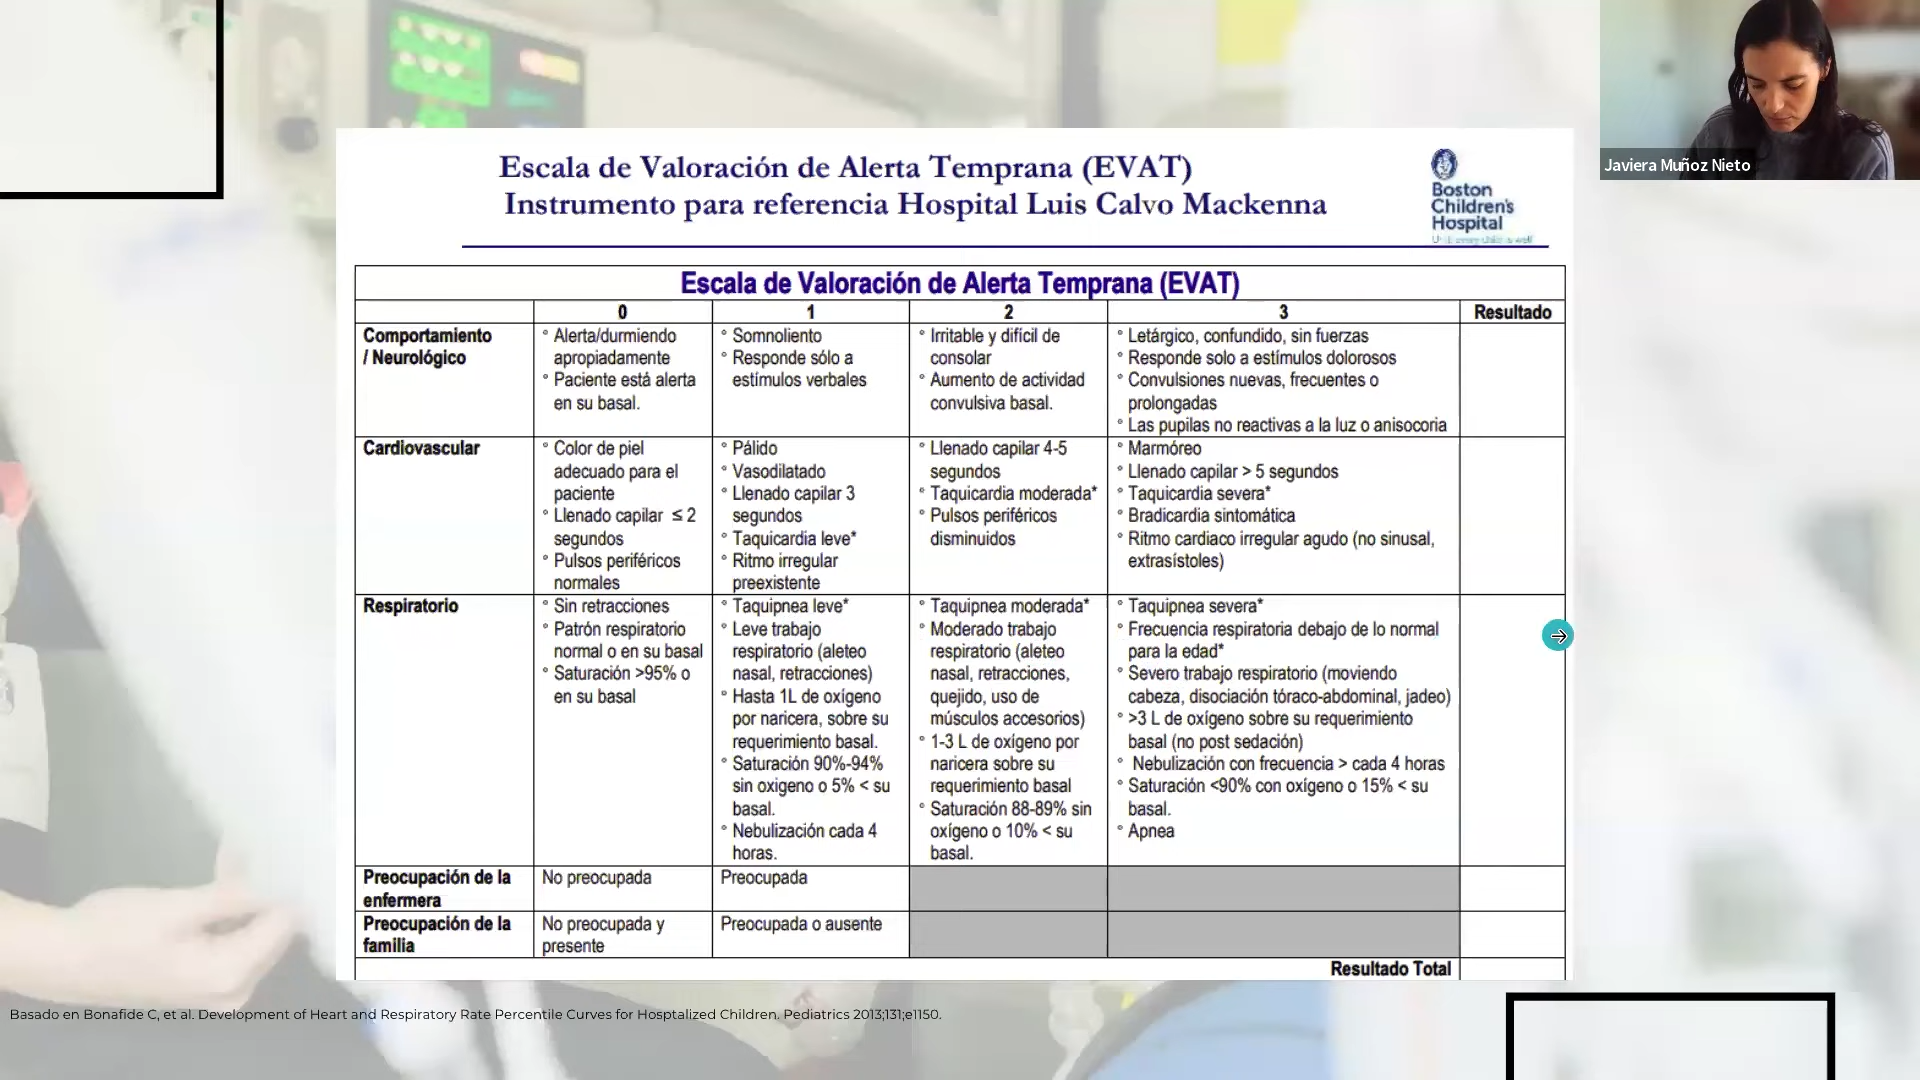 Escala de Valoración de Alerta Temprana (EVAT)
Instrumento para referencia Hospital Luis Calvo Mackenna
Boston
Children's
Hospital
Javiera Muñoz Nieto
Escala de Valoración de Alerta Temprana (EVAT)
0
1
2
3
Resultado
Comportamiento
/ Neurológico
° Alerta/durmiendo
apropiadamente
° Paciente está alerta
en su basal.
° Somnoliento
° Responde sólo a
estímulos verbales
° Irritable y difícil de
consolar
° Aumento de actividad
convulsiva basal.
° Letárgico, confundido, sin fuerzas
° Responde solo a estímulos dolorosos
° Convulsiones nuevas, frecuentes o
prolongadas
° Las pupilas no reactivas a la luz o anisocoria
Cardiovascular
° Color de piel
adecuado para el
paciente
° Llenado capilar ≤ 2
segundos
° Pulsos periféricos
normales
° Pálido
° Vasodilatado
° Llenado capilar 3
segundos
° Taquicardia leve*
° Ritmo irregular
preexistente
° Llenado capilar 4-5
segundos
° Taquicardia moderada*
° Pulsos periféricos
disminuidos
° Marmóreo
° Llenado capilar > 5 segundos
° Taquicardia severa*
° Bradicardia sintomática
° Ritmo cardiaco irregular agudo (no sinusal,
extrasístoles)
Respiratorio
° Sin retracciones
° Patrón respiratorio
normal o en su basal
° Saturación >95% o
en su basal
° Taquipnea leve*
° Leve trabajo
respiratorio (aleteo
nasal, retracciones)
° Hasta 1L de oxígeno
por naricera, sobre su
requerimiento basal.
° Saturación 90%-94%
sin oxigeno o 5% < su
basal.
° Nebulización cada 4
horas.
° Taquipnea moderada*
° Moderado trabajo
respiratorio (aleteo
nasal, retracciones,
quejido, uso de
músculos accesorios)
° 1-3 L de oxígeno por
naricera sobre su
requerimiento basal
° Saturación 88-89% sin
oxígeno o 10% < su
basal.
° Taquipnea severa*
° Frecuencia respiratoria debajo de lo normal
para la edad*
° Severo trabajo respiratorio (moviendo
cabeza, disociación tóraco-abdominal, jadeo)
° >3 L de oxígeno sobre su requerimiento
basal (no post sedación)
° Nebulización con frecuencia > cada 4 horas
° Saturación <90% con oxígeno o 15% < su
basal.
° Apnea
Preocupación de la
enfermera
No preocupada
Preocupada
Preocupación de la
familia
No preocupada y
presente
Preocupada o ausente
Resultado Total
Basado en Bonafide C, et al. Development of Heart and Respiratory Rate Percentile Curves for Hosptalized Children. Pediatrics 2013;131;e1150.